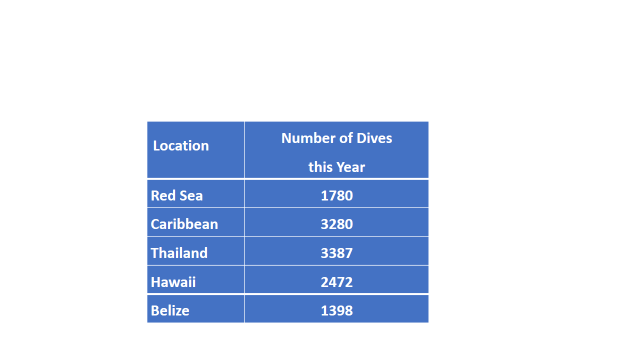 Location
Number of Dives
this Year
Red Sea 1780
Caribbean 3280
Thailand 3387
Hawaii 2472
Belize 1398